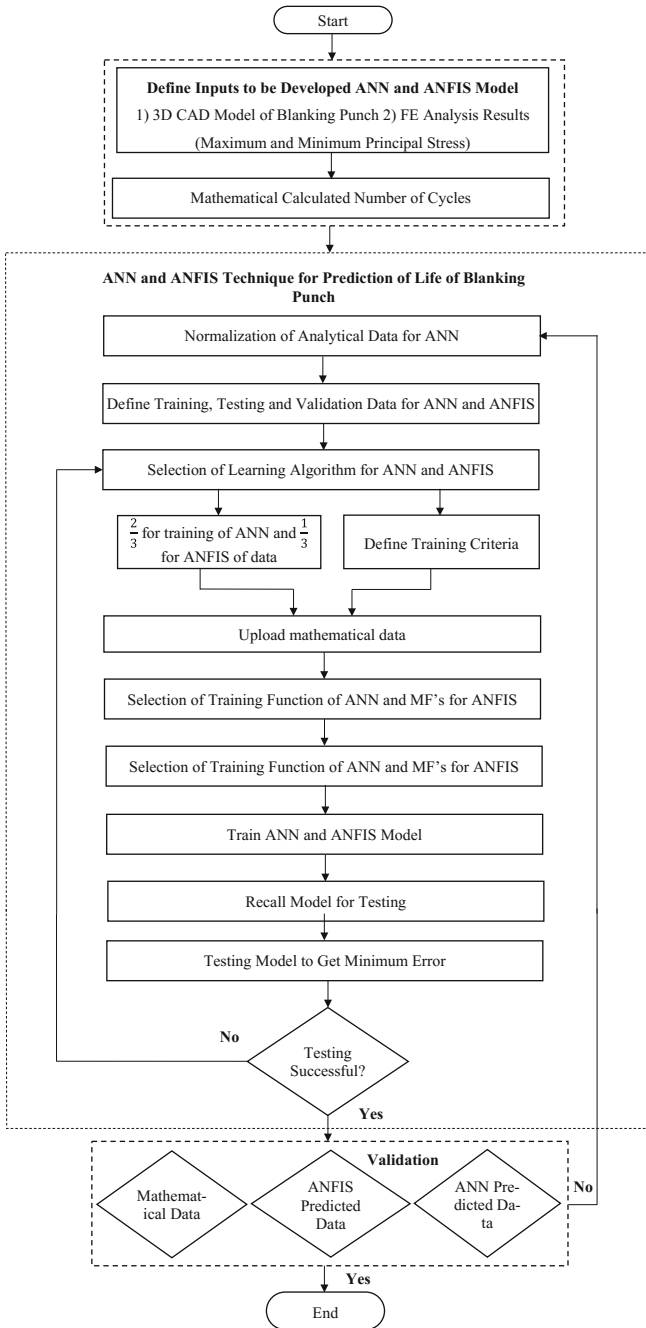 Start
Define Inputs to be Developed ANN and ANFIS Model
1) 3D CAD Model of Blanking Punch 2) FE Analysis Results
(Maximum and Minimum Principal Stress)
Mathematical Calculated Number of Cycles
ANN and ANFIS Technique for Prediction of Life of Blanking
Punch
Normalization of Analytical Data for ANN
Define Training, Testing and Validation Data for ANN and ANFIS
Selection of Learning Algorithm for ANN and ANFIS
2/3 for training of ANN and 1/3
for ANFIS of data
Define Training Criteria
Upload mathematical data
Selection of Training Function of ANN and MF's for ANFIS
Selection of Training Function of ANN and MF's for ANFIS
Train ANN and ANFIS Model
Recall Model for Testing
Testing Model to Get Minimum Error
No
Testing
Successful?
Yes
Validation
Mathemat-
ical Data
ANFIS
Predicted
Data
ANN Pre-
dicted Da-
ta
No
Yes
End